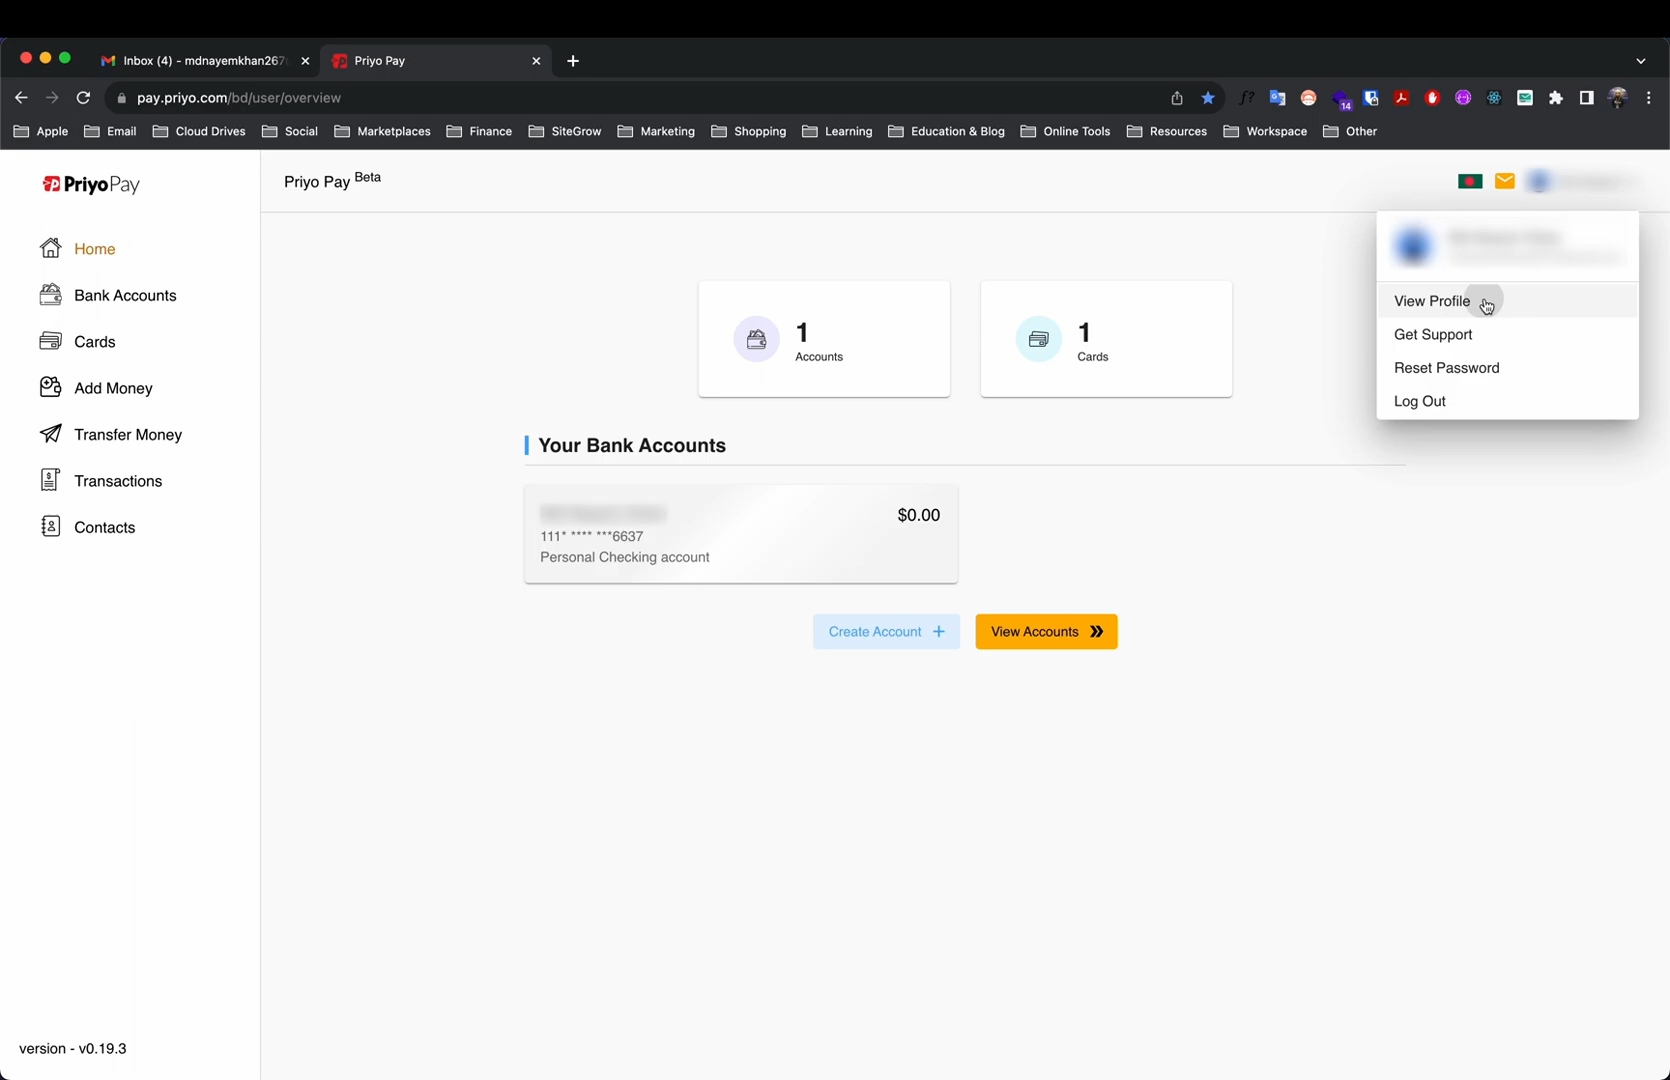 Inbox (4) - mdnayemkhan267
Priyo Pay
pay.priyo.com/bd/user/overview
14
Apple
Email
Cloud Drives
Social
Marketplaces
Finance
SiteGrow
Marketing
Shopping
Learning
Education & Blog
Online Tools
Resources
Workspace
Other
PriyoPay
Priyo Pay Beta
Home
Bank Accounts
Cards
Add Money
Transfer Money
Transactions
Contacts
1
Accounts
1
Cards
View Profile
Get Support
Reset Password
Log Out
Your Bank Accounts
$0.00
111* **** ***6637
Personal Checking account
Create Account +
View Accounts
version - v0.19.3